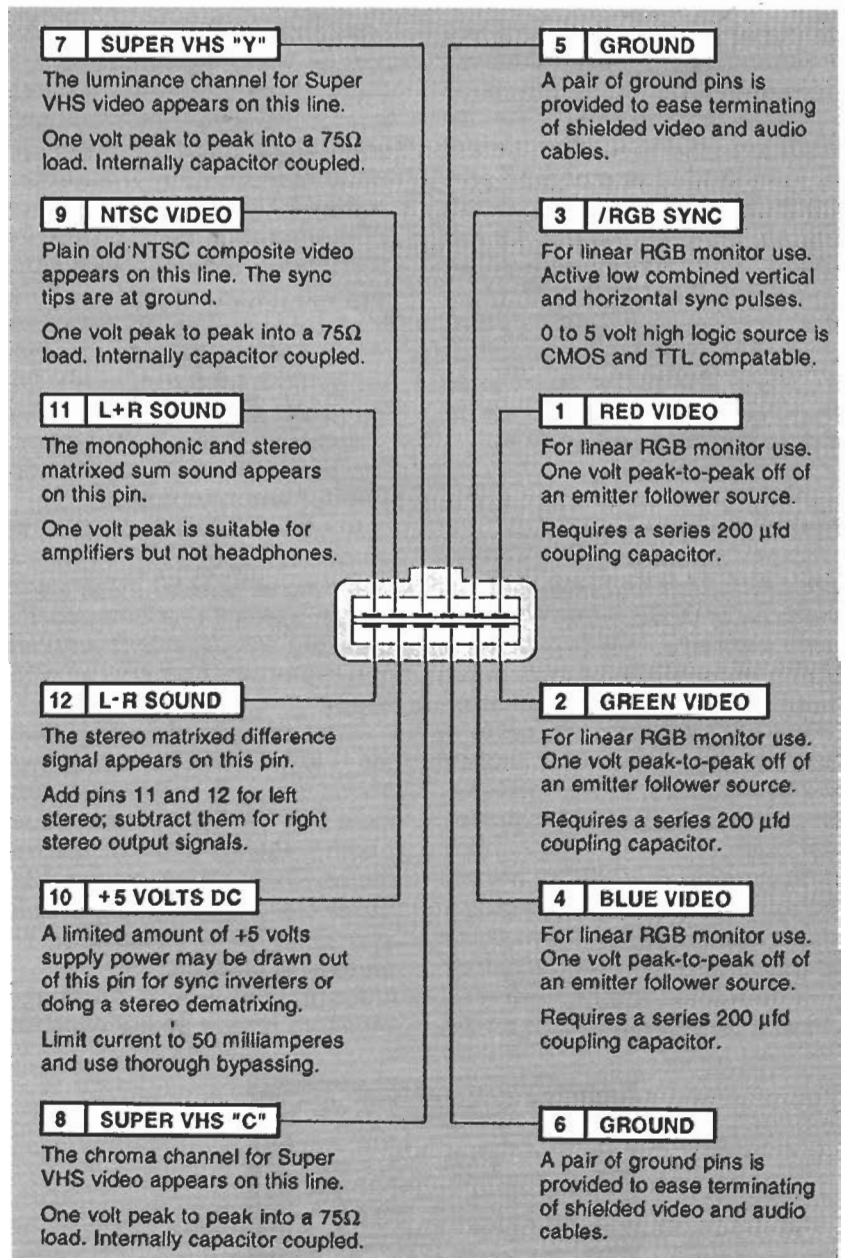 7 SUPER VHS "Y"
The luminance channel for Super
VHS video appears on this line.
One volt peak to peak into a 75Ω
load. Internally capacitor coupled.
9 NTSC VIDEO
Plain old NTSC composite video
appears on this line. The sync
tips are at ground.
One volt peak to peak into a 75Ω
load. Internally capacitor coupled.
11 L+R SOUND
The monophonic and stereo
matrixed sum sound appears
on this pin.
One volt peak is suitable for
amplifiers but not headphones.
12 L-R SOUND
The stereo matrixed difference
signal appears on this pin.
Add pins 11 and 12 for left
stereo; subtract them for right
stereo output signals.
10 +5 VOLTS DC
A limited amount of +5 volts
supply power may be drawn out
of this pin for sync inverters or
doing a stereo dematrixing.
Limit current to 50 milliamperes
and use thorough bypassing.
8 SUPER VHS "C"
The chroma channel for Super
VHS video appears on this line.
One volt peak to peak into a 75Ω
load. Internally capacitor coupled.
5 GROUND
A pair of ground pins is
provided to ease terminating
of shielded video and audio
cables.
3 /RGB SYNC
For linear RGB monitor use.
Active low combined vertical
and horizontal sync pulses.
0 to 5 volt high logic source is
CMOS and TTL compatable.
1 RED VIDEO
For linear RGB monitor use.
One volt peak-to-peak off of
an emitter follower source.
Requires a series 200 µfd
coupling capacitor.
2 GREEN VIDEO
For linear RGB monitor use.
One volt peak-to-peak off of
an emitter follower source.
Requires a series 200 µfd
coupling capacitor.
4 BLUE VIDEO
For linear RGB monitor use.
One volt peak-to-peak off of
an emitter follower source.
Requires a series 200 µfd
coupling capacitor.
6 GROUND
A pair of ground pins is
provided to ease terminating
of shielded video and audio
cables.